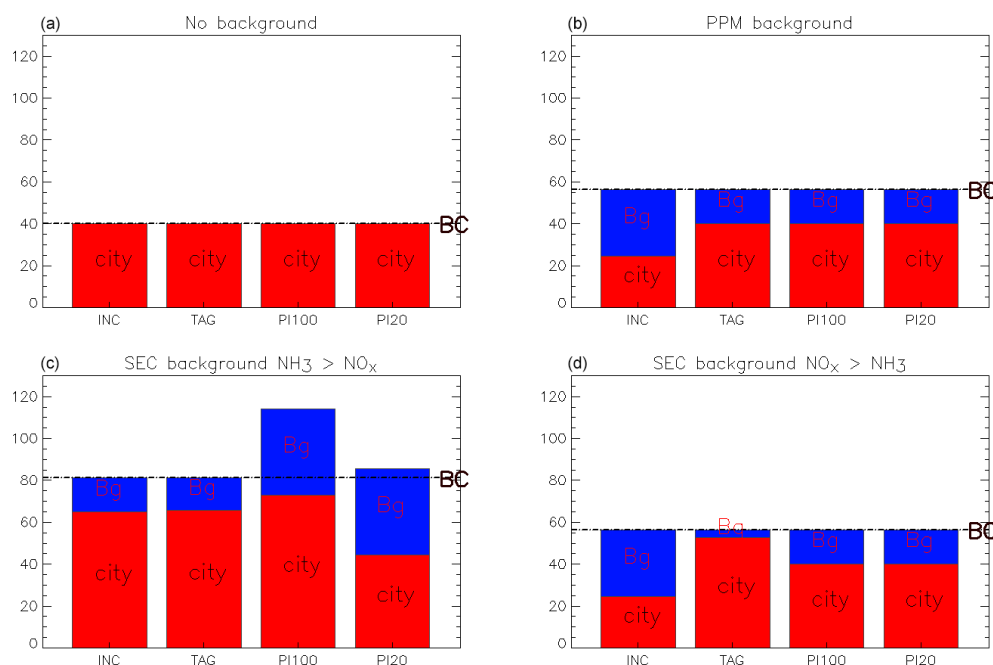 (a) No background
120
100
80
60
40
20
0
BC
city city city city
INC TAG PI100 PI20
(b) PPM background
120
100
80
60
40
20
0
BC
Bg Bg Bg Bg
city city city city
INC TAG PI100 PI20
(c) SEC background NH3 > NOx
120
100
80
60
40
20
0
BC
Bg Bg Bg Bg
city city city city
INC TAG PI100 PI20
(d) SEC background NOx > NH3
120
100
80
60
40
20
0
BC
Bg Bg Bg Bg
city city city city
INC TAG PI100 PI20